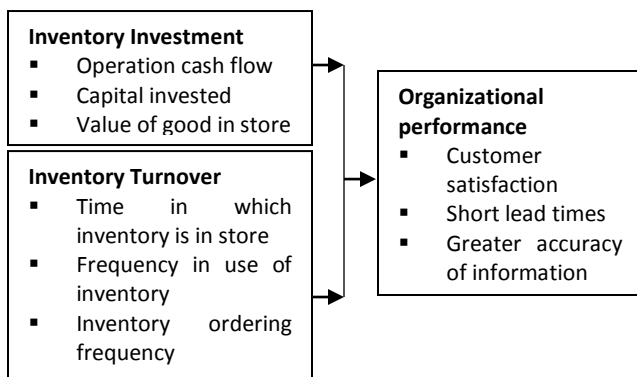 Inventory Investment
▪ Operation cash flow
▪ Capital invested
▪ Value of good in store
Inventory Turnover
▪ Time in which
inventory is in store
▪ Frequency in use of
inventory
▪ Inventory ordering
frequency
Organizational
performance
▪ Customer
satisfaction
▪ Short lead times
▪ Greater accuracy
of information